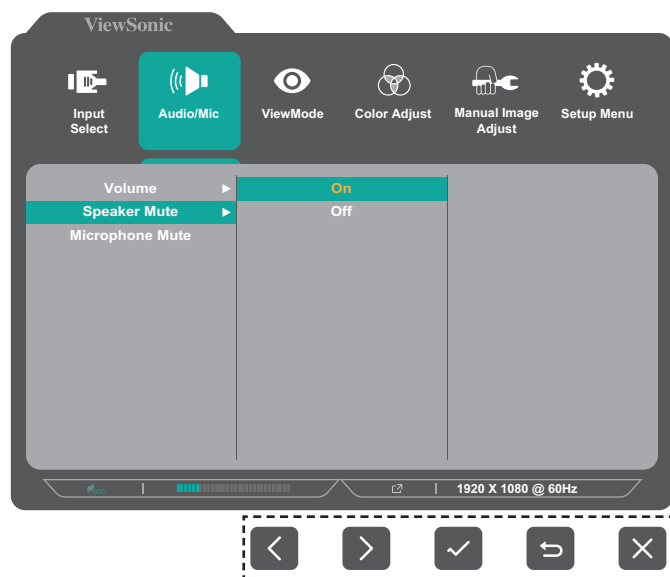 ViewSonic
Input
Select
Audio/Mic
ViewMode
Color Adjust
Manual Image
Adjust
Setup Menu
Volume
On
Speaker Mute
Off
Microphone Mute
eco
1920 X 1080 @ 60Hz